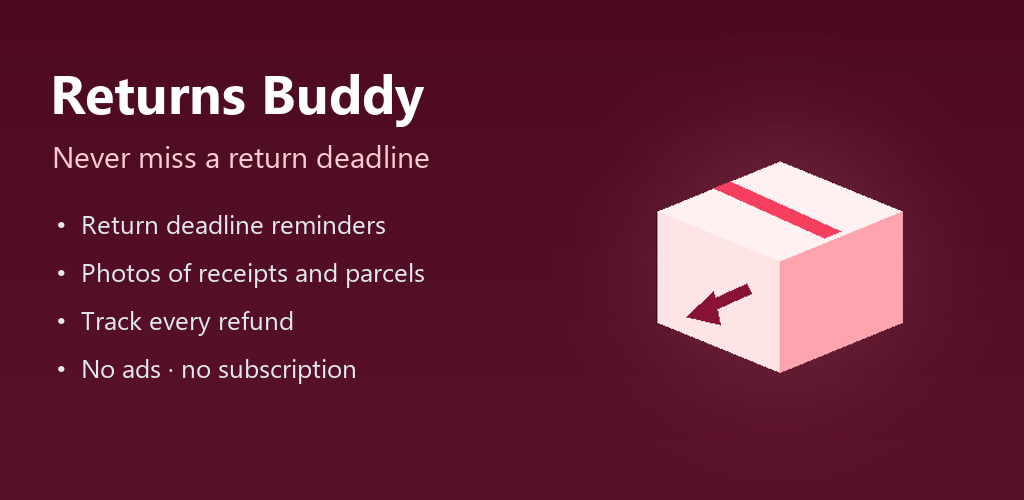 Returns Buddy
Never miss a return deadline
• Return deadline reminders
• Photos of receipts and parcels
• Track every refund
• No ads · no subscription